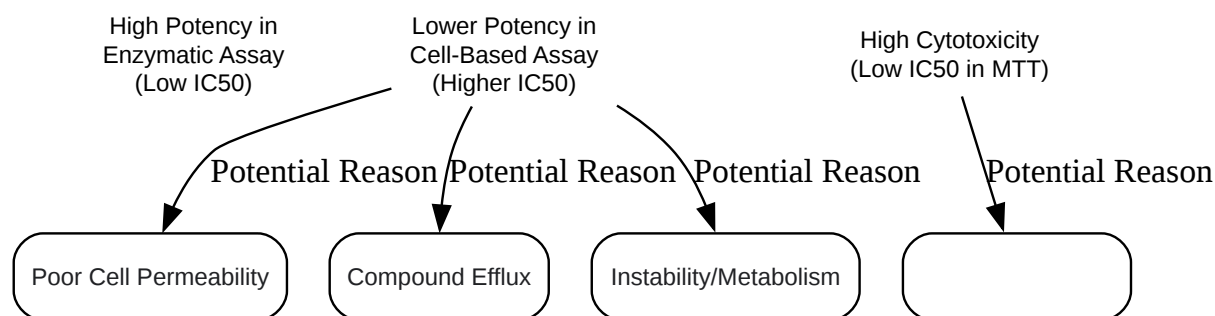 High Potency in
Enzymatic Assay
(Low IC50)
Lower Potency in
Cell-Based Assay
(Higher IC50)
High Cytotoxicity
(Low IC50 in MTT)
Potential Reason
Potential Reason
Potential Reason
Potential Reason
Poor Cell Permeability
Compound Efflux
Instability/Metabolism